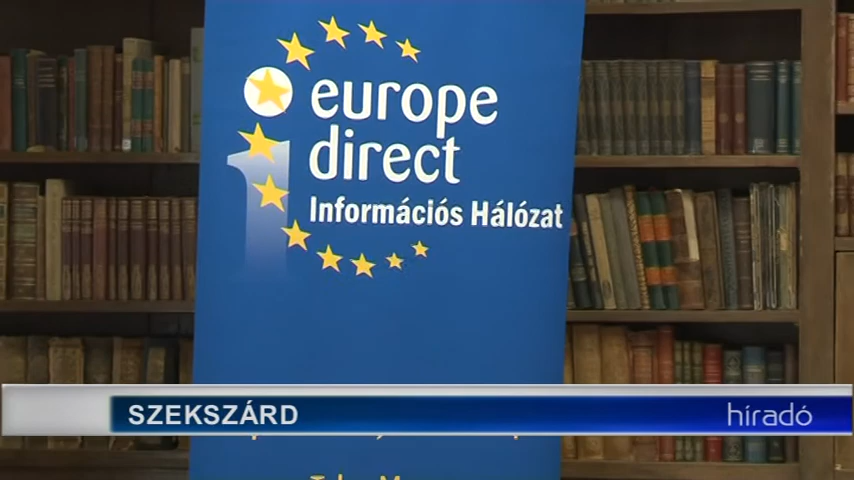 europe
direct
Információs Hálózat
SZEKSZÁRD
híradó